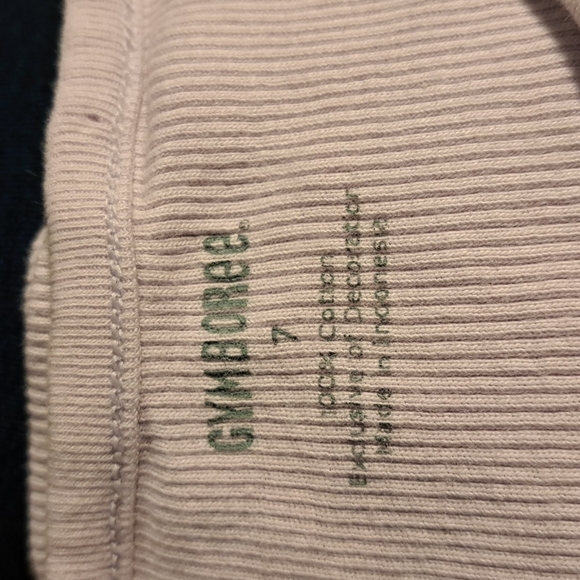 GYMBOREE
7
100% Cotton
Exclusive of Decoration
Made in Indonesia